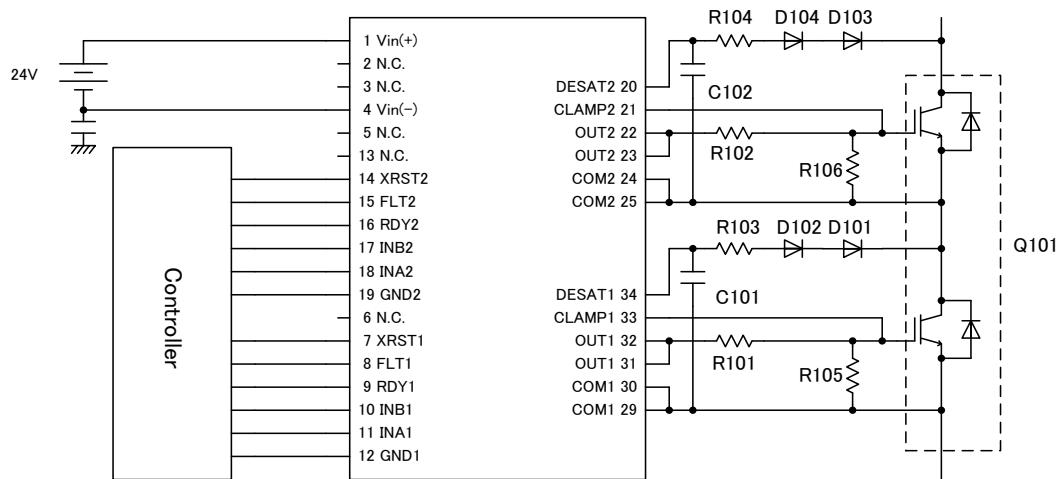 24V
1 Vin(+)
2 N.C.
3 N.C.
4 Vin(-)
5 N.C.
13 N.C.
14 XRST2
15 FLT2
16 RDY2
17 INB2
18 INA2
19 GND2
6 N.C.
7 XRST1
8 FLT1
9 RDY1
10 INB1
11 INA1
12 GND1
Controller
DESAT2 20
CLAMP2 21
OUT2 22
OUT2 23
COM2 24
COM2 25
DESAT1 34
CLAMP1 33
OUT1 32
OUT1 31
COM1 30
COM1 29
R104
D104
D103
C102
R102
R106
R103
D102
D101
C101
R101
R105
Q101